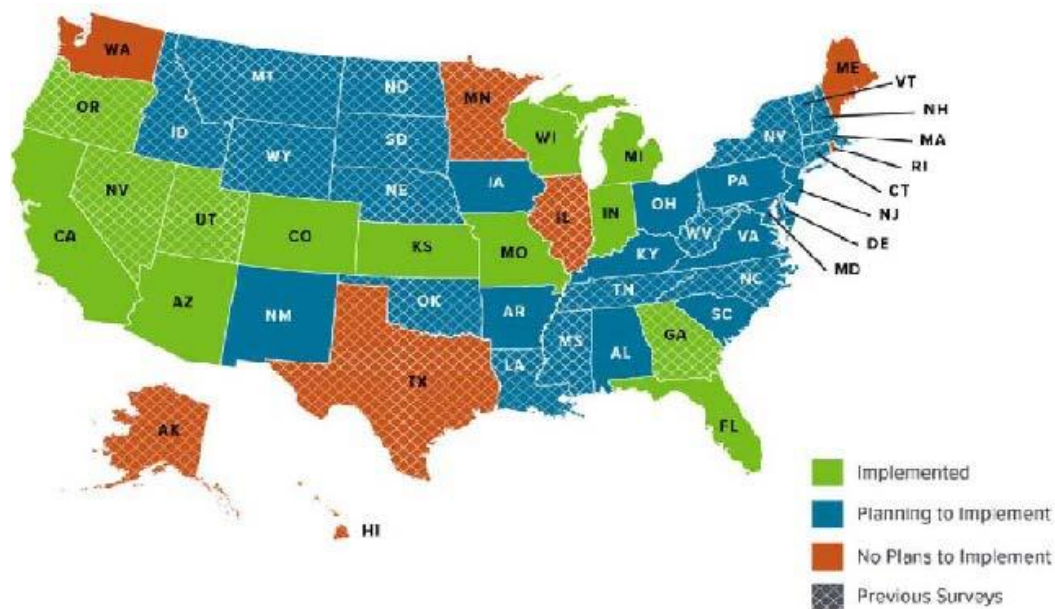 WA
MT
ND
MN
ME
VT
NH
OR
ID
WY
SD
WI
MI
NY
MA
RI
CT
NV
UT
NE
IA
IL
IN
OH
PA
NJ
DE
MD
CA
CO
KS
MO
KY
WV
VA
AZ
NM
OK
AR
TN
NC
SC
TX
LA
MS
AL
GA
FL
AK
HI
Implemented
Planning to Implement
No Plans to Implement
Previous Surveys